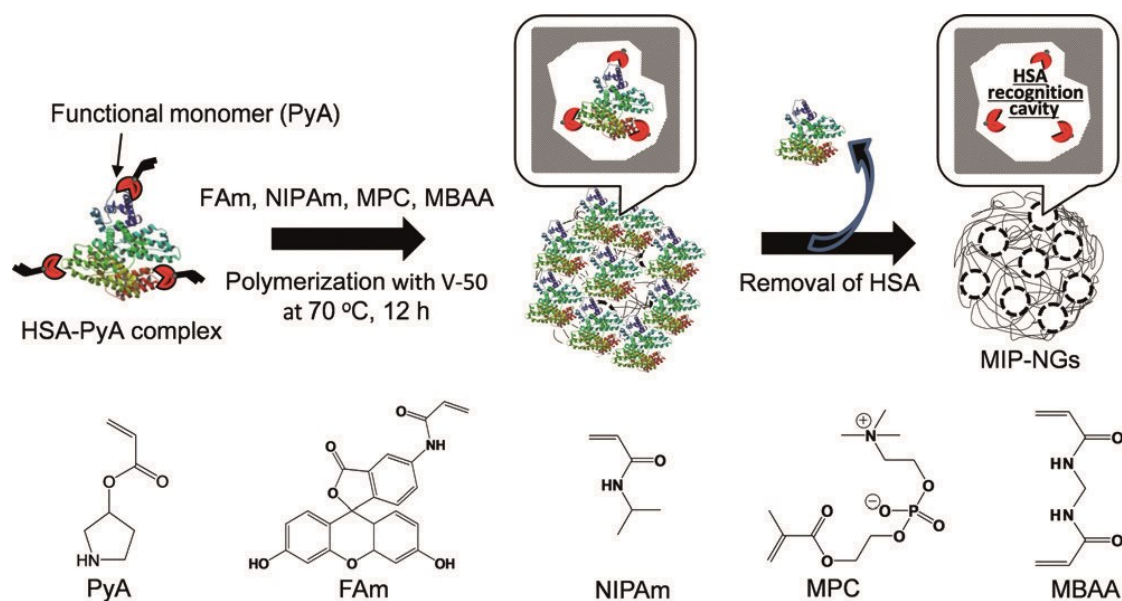 Functional monomer (PyA)
HSA-PyA complex
FAm, NIPAm, MPC, MBAA
Polymerization with V-50
at 70 °C, 12 h
Removal of HSA
HSA
recognition
cavity
MIP-NGs
O
O
HN
PyA
O
NH
O
O
HO
O
OH
FAm
O
HN
NIPAm
⊕
N
O
⊖
O
P
O
O
O
O
MPC
O
HN
HN
O
MBAA